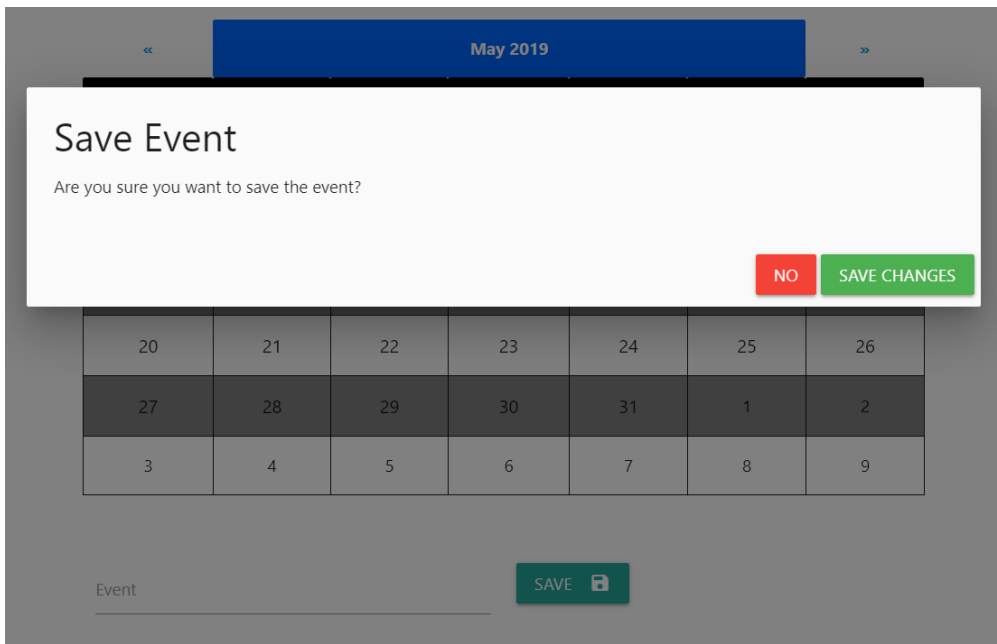 « May 2019 »
Save Event
Are you sure you want to save the event?
NO SAVE CHANGES
20 21 22 23 24 25 26
27 28 29 30 31 1 2
3 4 5 6 7 8 9
Event SAVE